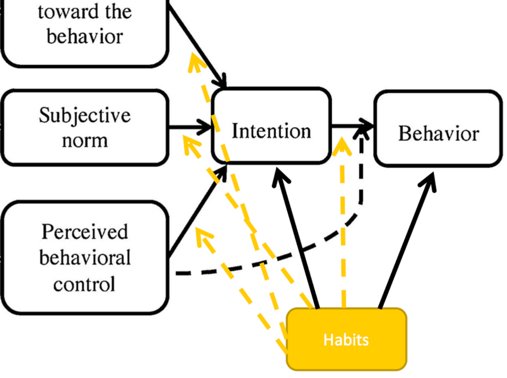 toward the
behavior
Subjective
norm
Intention
Behavior
Perceived
behavioral
control
Habits